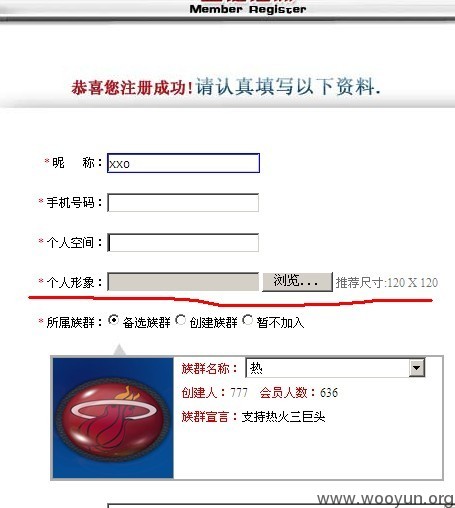 Member Register
恭喜您注册成功!请认真填写以下资料.
*昵 称: xxo
*手机号码:
*个人空间:
*个人形象: 浏览... 推荐尺寸:120 X 120
*所属族群: 备选族群 创建族群 暂不加入
族群名称: 热
创建人: 777 会员人数: 636
族群宣言: 支持热火三巨头
www.wooyun.org